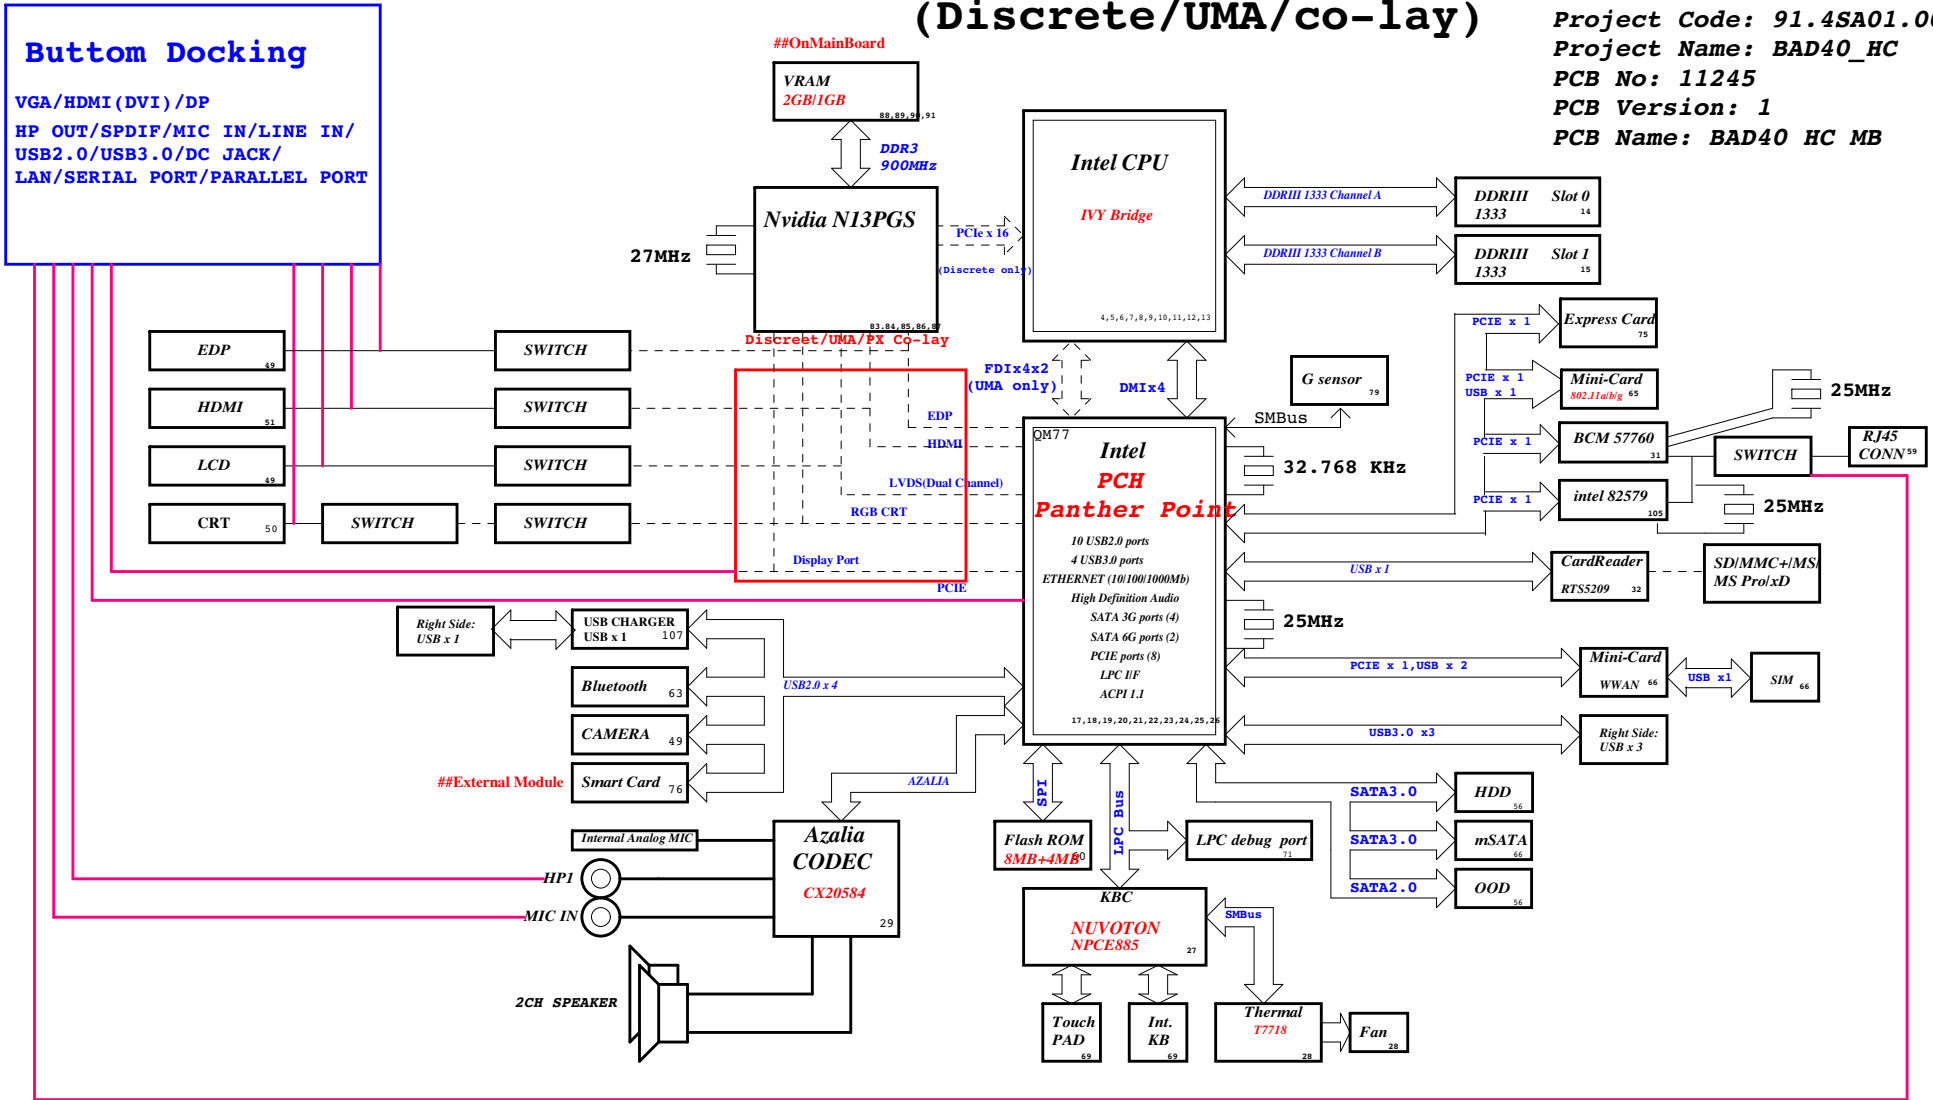 (Discrete/UMA/co-lay)
Project Code: 91.4SA01.00
Project Name: BAD40_HC
PCB No: 11245
PCB Version: 1
PCB Name: BAD40 HC MB
Buttom Docking
VGA/HDMI(DVI)/DP
HP OUT/SPDIF/MIC IN/LINE IN/
USB2.0/USB3.0/DC JACK/
LAN/SERIAL PORT/PARALLEL PORT
##OnMainBoard
VRAM
2GB/1GB
88,89,90,91
DDR3
900MHz
Nvidia N13PGS
27MHz
83.84,85,86,87
Discreet/UMA/PX Co-lay
PCIe x 16
(Discrete only)
Intel CPU
IVY Bridge
4,5,6,7,8,9,10,11,12,13
DDRIII 1333 Channel A
DDRIII Slot 0
1333 14
DDRIII 1333 Channel B
DDRIII Slot 1
1333 15
FDIx4x2
(UMA only)
DMIx4
G sensor
79
SMBus
EDP
49
SWITCH
HDMI
51
SWITCH
LCD
49
SWITCH
CRT 50
SWITCH
SWITCH
EDP
HDMI
LVDS(Dual Channel)
RGB CRT
Display Port
PCIE
QM77
Intel
PCH
Panther Point
10 USB2.0 ports
4 USB3.0 ports
ETHERNET (10/100/1000Mb)
High Definition Audio
SATA 3G ports (4)
SATA 6G ports (2)
PCIE ports (8)
LPC I/F
ACPI 1.1
17,18,19,20,21,22,23,24,25,26
32.768 KHz
25MHz
PCIE x 1
Express Card
75
PCIE x 1
USB x 1
Mini-Card
802.11a/b/g 65
PCIE x 1
BCM 57760
31
25MHz
SWITCH
RJ45
CONN 59
PCIE x 1
intel 82579
105
25MHz
USB x 1
CardReader
RTS5209 32
SD/MMC+/MS/
MS Pro/xD
PCIE x 1,USB x 2
Mini-Card
WWAN 66
USB x1
SIM 66
USB3.0 x3
Right Side:
USB x 3
Right Side:
USB x 1
USB CHARGER
USB x 1 107
Bluetooth 63
CAMERA 49
##External Module
Smart Card 76
USB2.0 x 4
AZALIA
Internal Analog MIC
HP1
MIC IN
Azalia
CODEC
CX20584
29
2CH SPEAKER
SPI
Flash ROM
8MB+4MB 60
LPC Bus
LPC debug port
71
SATA3.0
HDD
56
SATA3.0
mSATA
66
SATA2.0
OOD
56
KBC
NUVOTON
NPCE885
27
SMBus
Touch
PAD
69
Int.
KB
69
Thermal
T7718
28
Fan
28